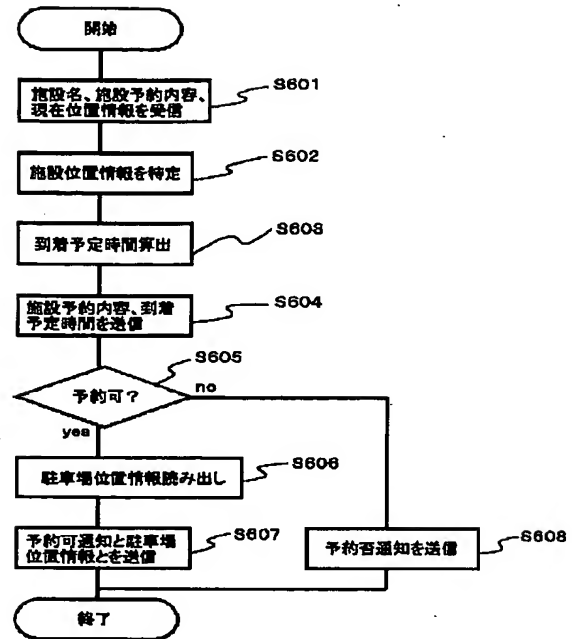 開始
施設名、施設予約内容、
現在位置情報を受信
S601
施設位置情報を特定
S602
到着予定時間算出
S603
施設予約内容、到着
予定時間を送信
S604
S605
予約可？
no
yes
駐車場位置情報読み出し
S606
予約可通知と駐車場
位置情報とを送信
S607
予約否通知を送信
S608
終了